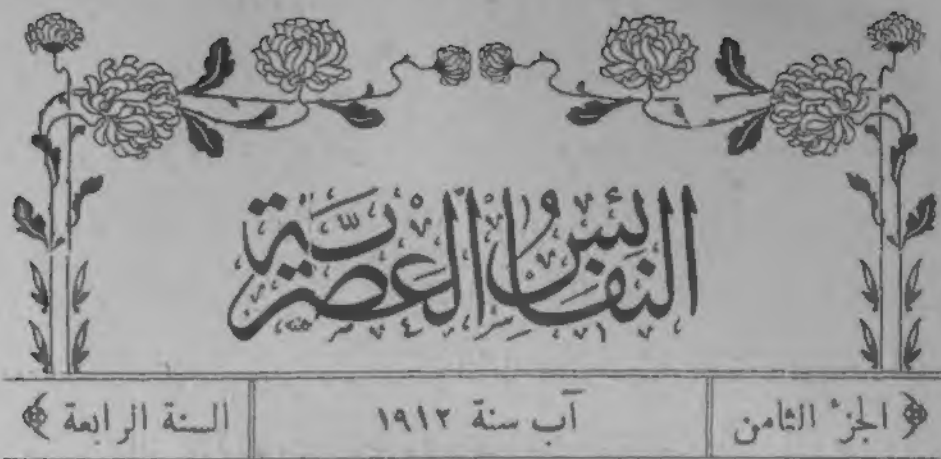 النفائس العصرية
الجزء الثامن
آب سنة ١٩١٢
السنة الرابعة